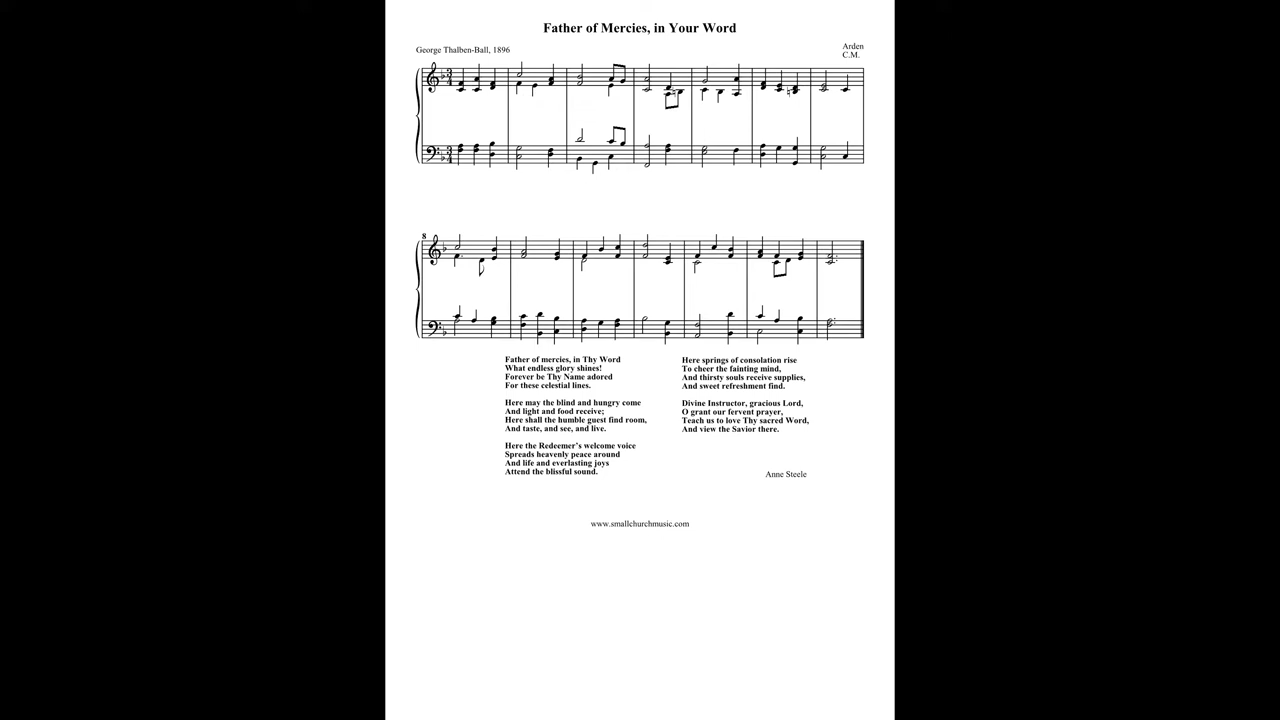 Father of Mercies, in Your Word
George Thalben-Ball, 1896
Arden
C.M.
3
4
3
4
8
Father of mercies, in Thy Word
What endless glory shines!
Forever be Thy Name adored
For these celestial lines.
Here may the blind and hungry come
And light and food receive;
Here shall the humble guest find room,
And taste, and see, and live.
Here the Redeemer's welcome voice
Spreads heavenly peace around
And life and everlasting joys
Attend the blissful sound.
Here springs of consolation rise
To cheer the fainting mind,
And thirsty souls receive supplies,
And sweet refreshment find.
Divine Instructor, gracious Lord,
O grant our fervent prayer,
Teach us to love Thy sacred Word,
And view the Savior there.
Anne Steele
www.smallchurchmusic.com